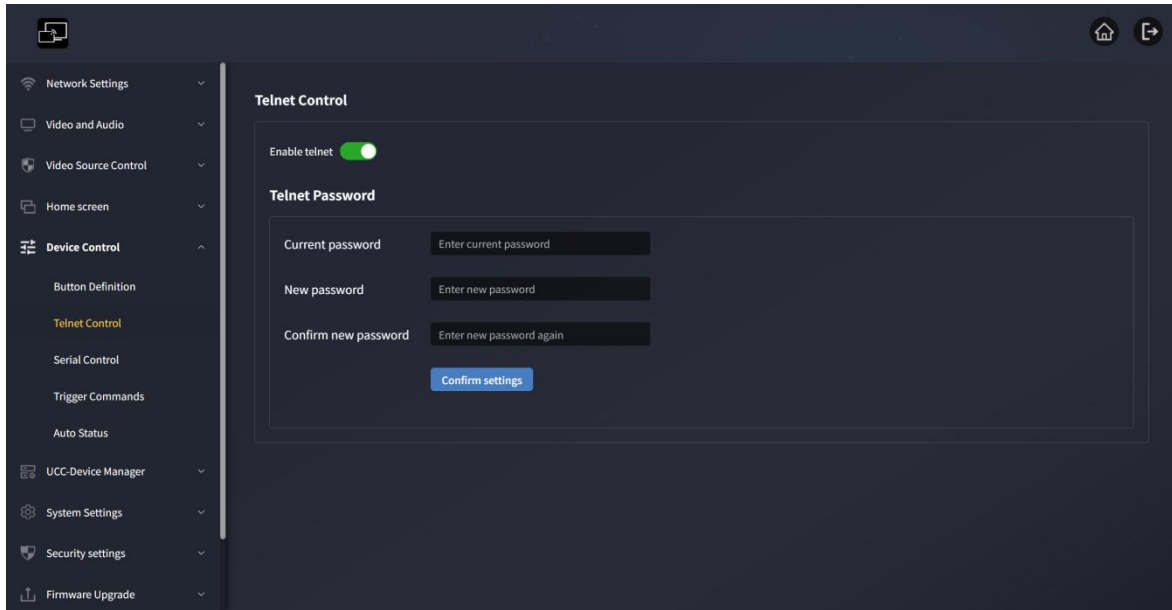 Network Settings
Video and Audio
Video Source Control
Home screen
Device Control
Button Definition
Telnet Control
Serial Control
Trigger Commands
Auto Status
UCC-Device Manager
System Settings
Security settings
Firmware Upgrade
Telnet Control
Enable telnet
Telnet Password
Current password Enter current password
New password Enter new password
Confirm new password Enter new password again
Confirm settings